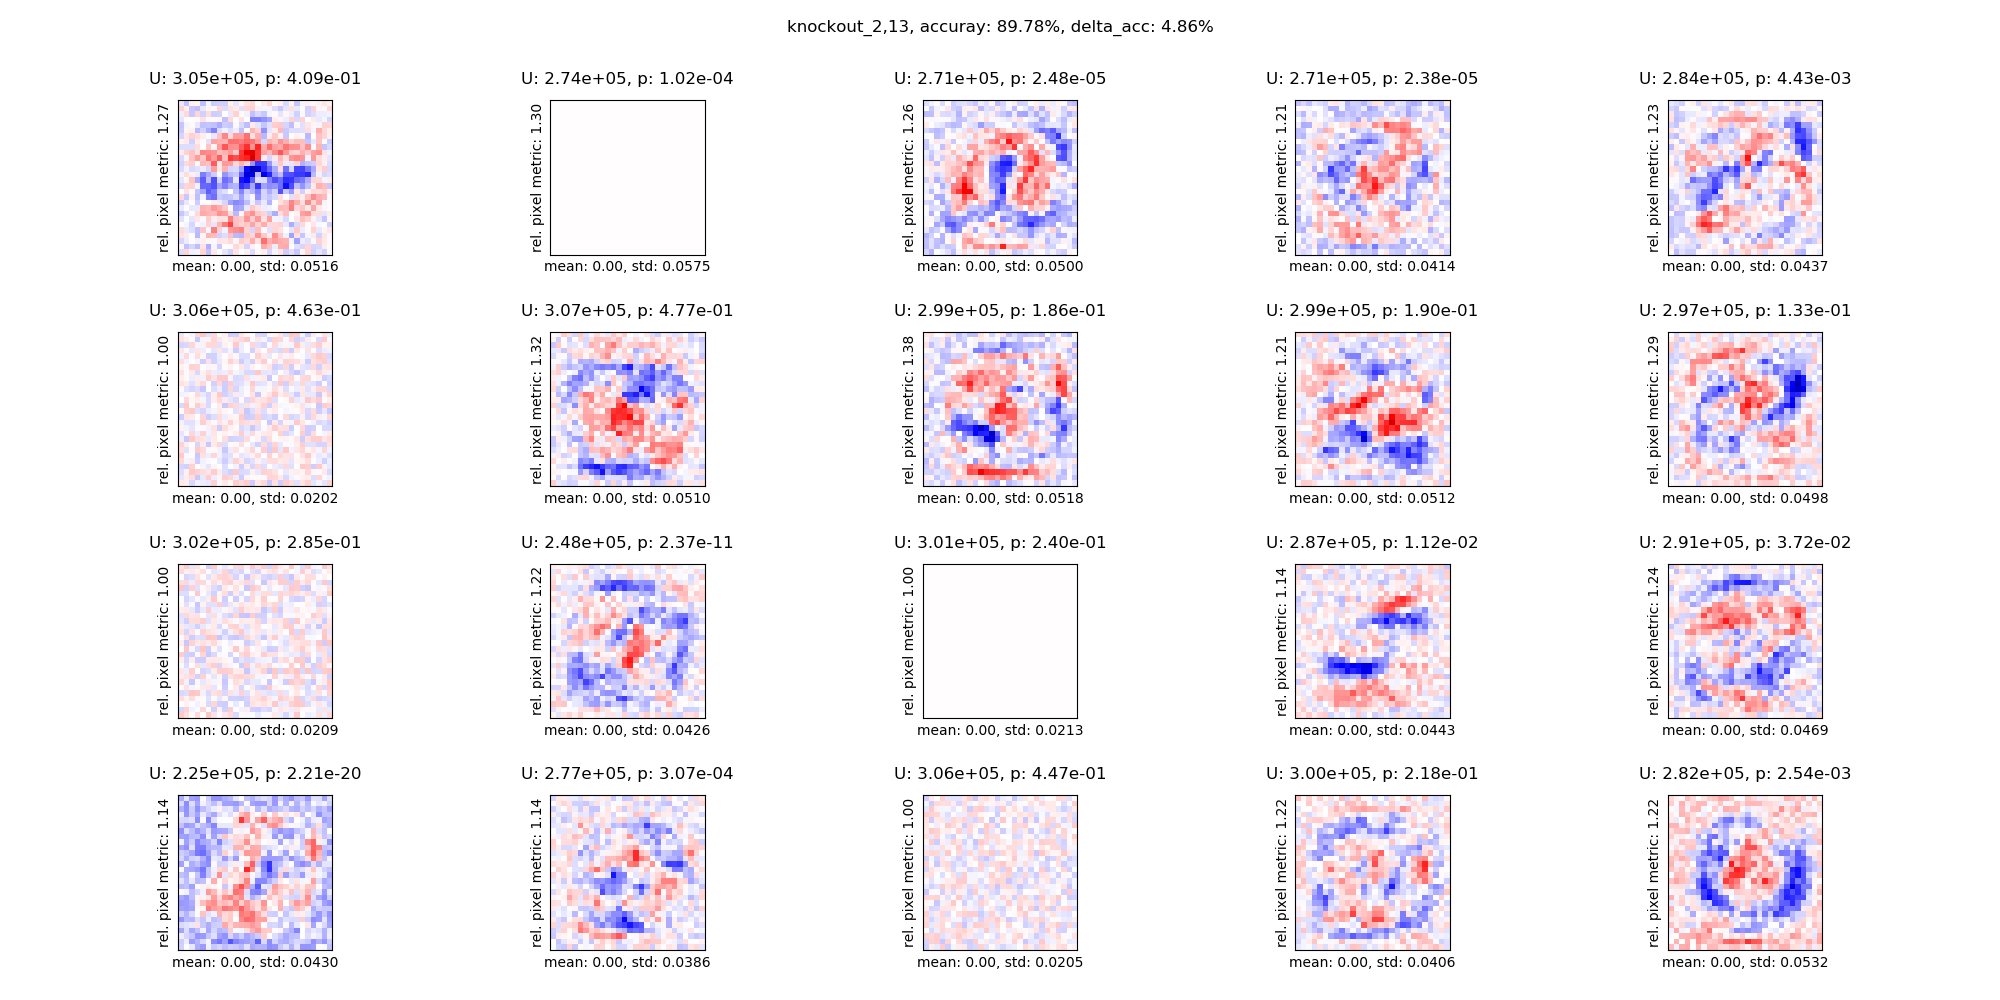 knockout_2,13, accuray: 89.78%, delta_acc: 4.86%
U: 3.05e+05, p: 4.09e-01
rel. pixel metric: 1.27
mean: 0.00, std: 0.0516
U: 2.74e+05, p: 1.02e-04
rel. pixel metric: 1.30
mean: 0.00, std: 0.0575
U: 2.71e+05, p: 2.48e-05
rel. pixel metric: 1.26
mean: 0.00, std: 0.0500
U: 2.71e+05, p: 2.38e-05
rel. pixel metric: 1.21
mean: 0.00, std: 0.0414
U: 2.84e+05, p: 4.43e-03
rel. pixel metric: 1.23
mean: 0.00, std: 0.0437
U: 3.06e+05, p: 4.63e-01
rel. pixel metric: 1.00
mean: 0.00, std: 0.0202
U: 3.07e+05, p: 4.77e-01
rel. pixel metric: 1.32
mean: 0.00, std: 0.0510
U: 2.99e+05, p: 1.86e-01
rel. pixel metric: 1.38
mean: 0.00, std: 0.0518
U: 2.99e+05, p: 1.90e-01
rel. pixel metric: 1.21
mean: 0.00, std: 0.0512
U: 2.97e+05, p: 1.33e-01
rel. pixel metric: 1.29
mean: 0.00, std: 0.0498
U: 3.02e+05, p: 2.85e-01
rel. pixel metric: 1.00
mean: 0.00, std: 0.0209
U: 2.48e+05, p: 2.37e-11
rel. pixel metric: 1.22
mean: 0.00, std: 0.0426
U: 3.01e+05, p: 2.40e-01
rel. pixel metric: 1.00
mean: 0.00, std: 0.0213
U: 2.87e+05, p: 1.12e-02
rel. pixel metric: 1.14
mean: 0.00, std: 0.0443
U: 2.91e+05, p: 3.72e-02
rel. pixel metric: 1.24
mean: 0.00, std: 0.0469
U: 2.25e+05, p: 2.21e-20
rel. pixel metric: 1.14
mean: 0.00, std: 0.0430
U: 2.77e+05, p: 3.07e-04
rel. pixel metric: 1.14
mean: 0.00, std: 0.0386
U: 3.06e+05, p: 4.47e-01
rel. pixel metric: 1.00
mean: 0.00, std: 0.0205
U: 3.00e+05, p: 2.18e-01
rel. pixel metric: 1.22
mean: 0.00, std: 0.0406
U: 2.82e+05, p: 2.54e-03
rel. pixel metric: 1.22
mean: 0.00, std: 0.0532